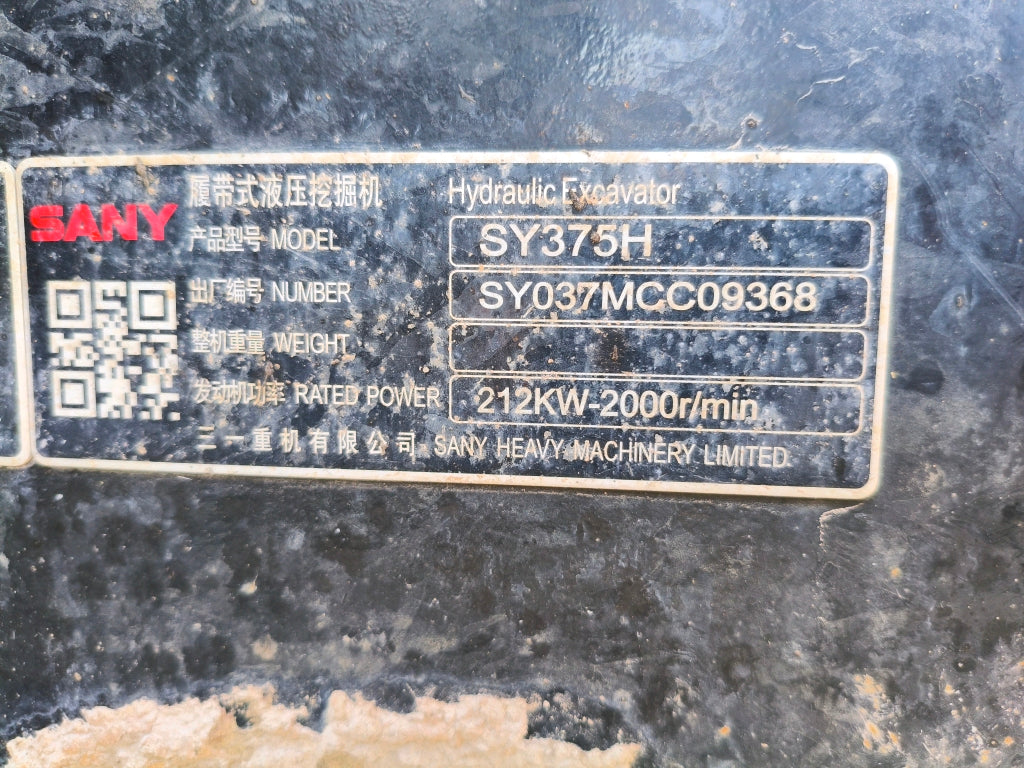 履带式液压挖掘机 Hydraulic Excavator
SANY
产品型号 MODEL SY375H
出厂编号 NUMBER SY037MCC09368
整机重量 WEIGHT
发动机功率 RATED POWER 212KW-2000r/min
三一重机有限公司 SANY HEAVY MACHINERY LIMITED